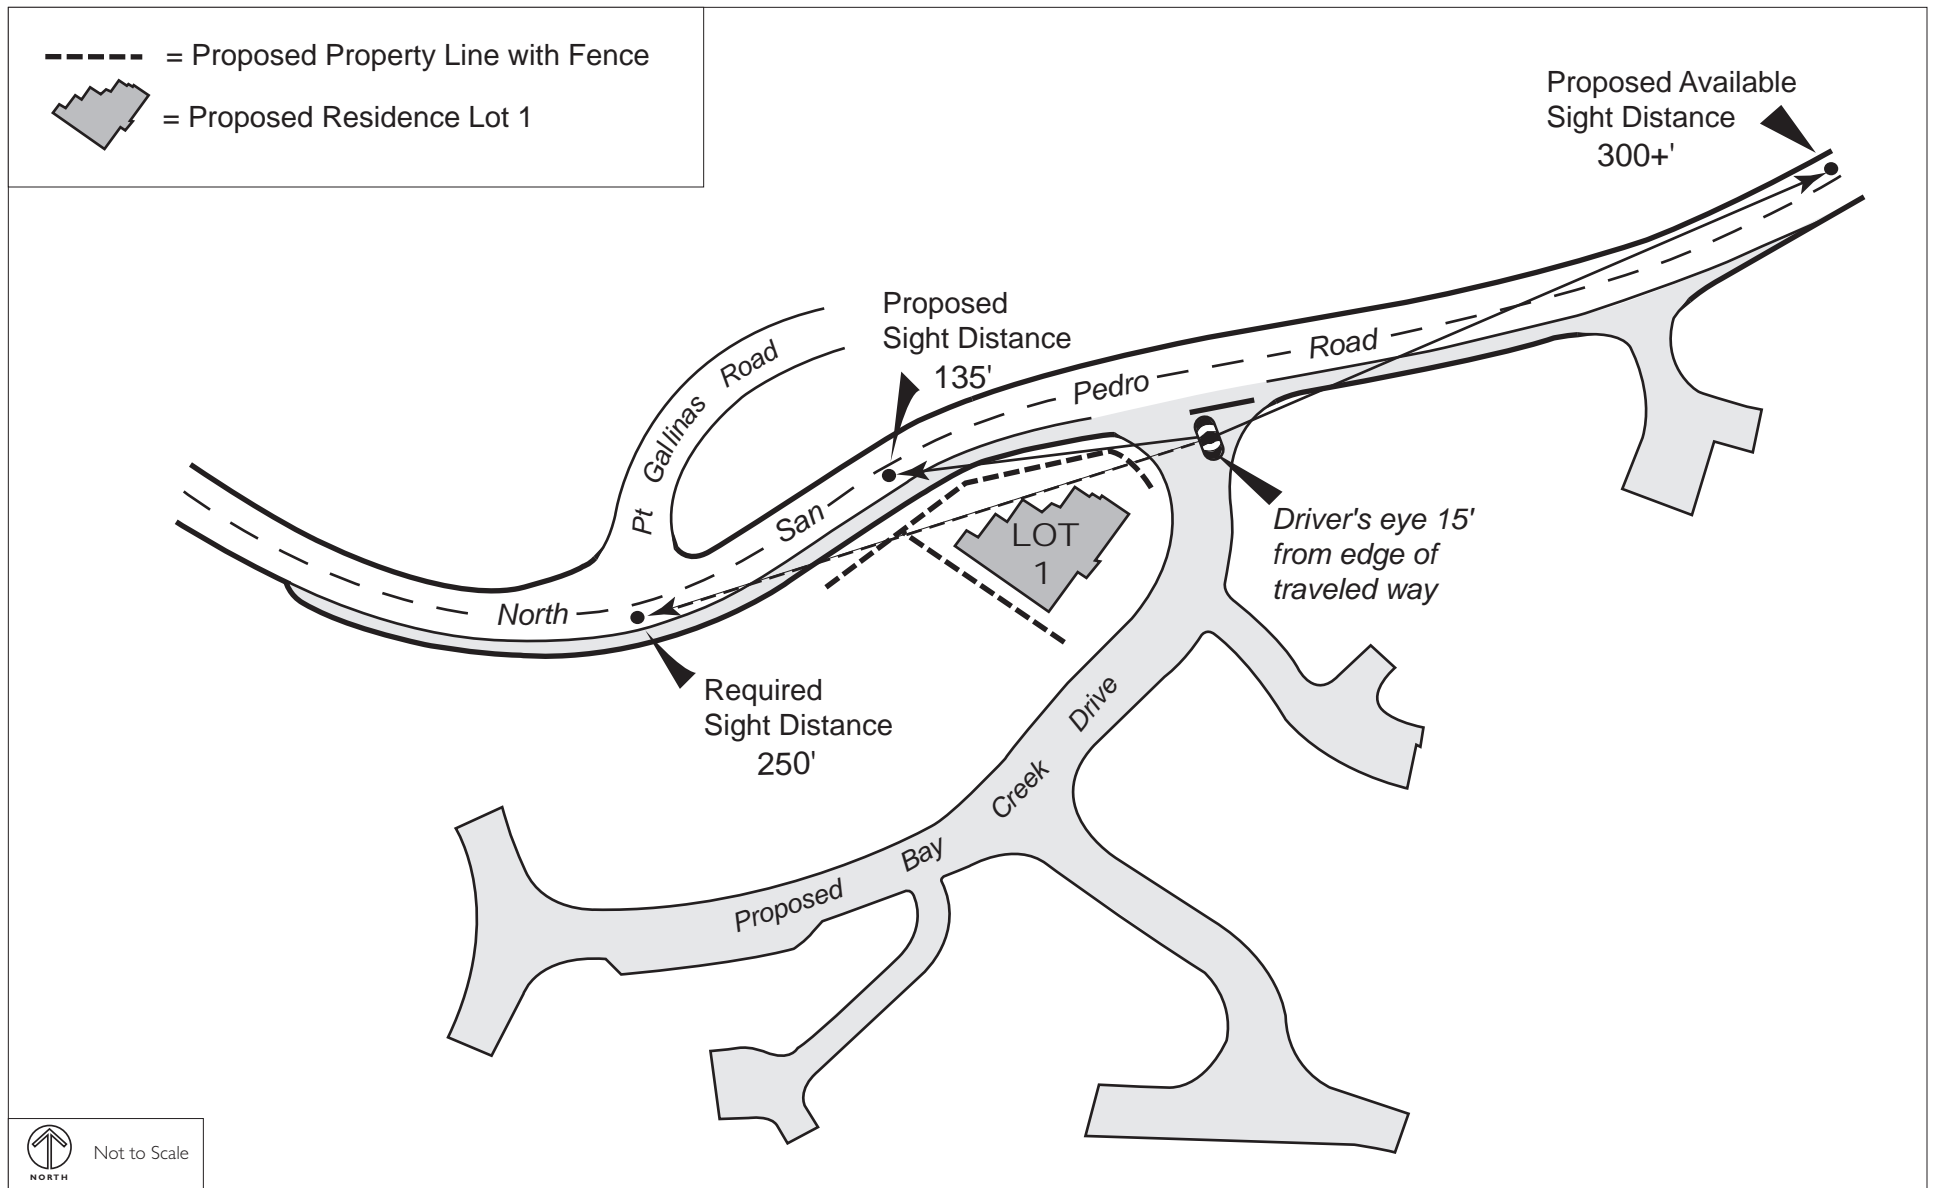 = Proposed Property Line with Fence
= Proposed Residence Lot 1
Proposed Available
Sight Distance
300+'
Proposed
Sight Distance
135'
Pt Gallinas Road
North San Pedro Road
LOT
1
Driver's eye 15'
from edge of
traveled way
Required
Sight Distance
250'
Proposed Bay Creek Drive
NORTH
Not to Scale